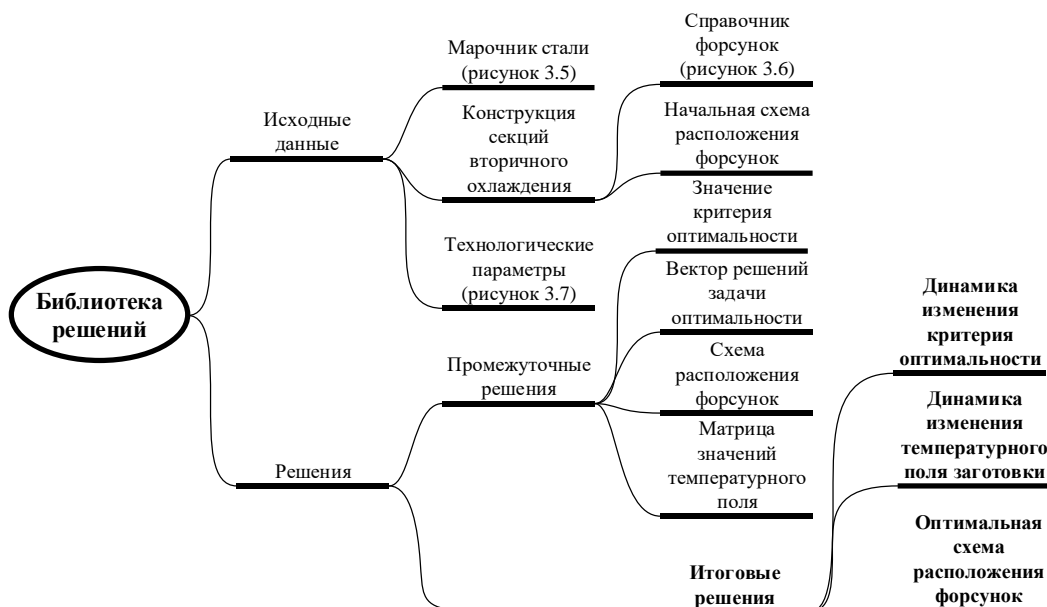 Библиотека
решений
Исходные
данные
Марочник стали
(рисунок 3.5)
Конструкция
секций
вторичного
охлаждения
Справочник
форсунок
(рисунок 3.6)
Начальная схема
расположения
форсунок
Технологические
параметры
(рисунок 3.7)
Решения
Промежуточные
решения
Значение
критерия
оптимальности
Вектор решений
задачи
оптимальности
Схема
расположения
форсунок
Матрица
значений
температурного
поля
Итоговые
решения
Динамика
изменения
критерия
оптимальности
Динамика
изменения
температурного
поля заготовки
Оптимальная
схема
расположения
форсунок